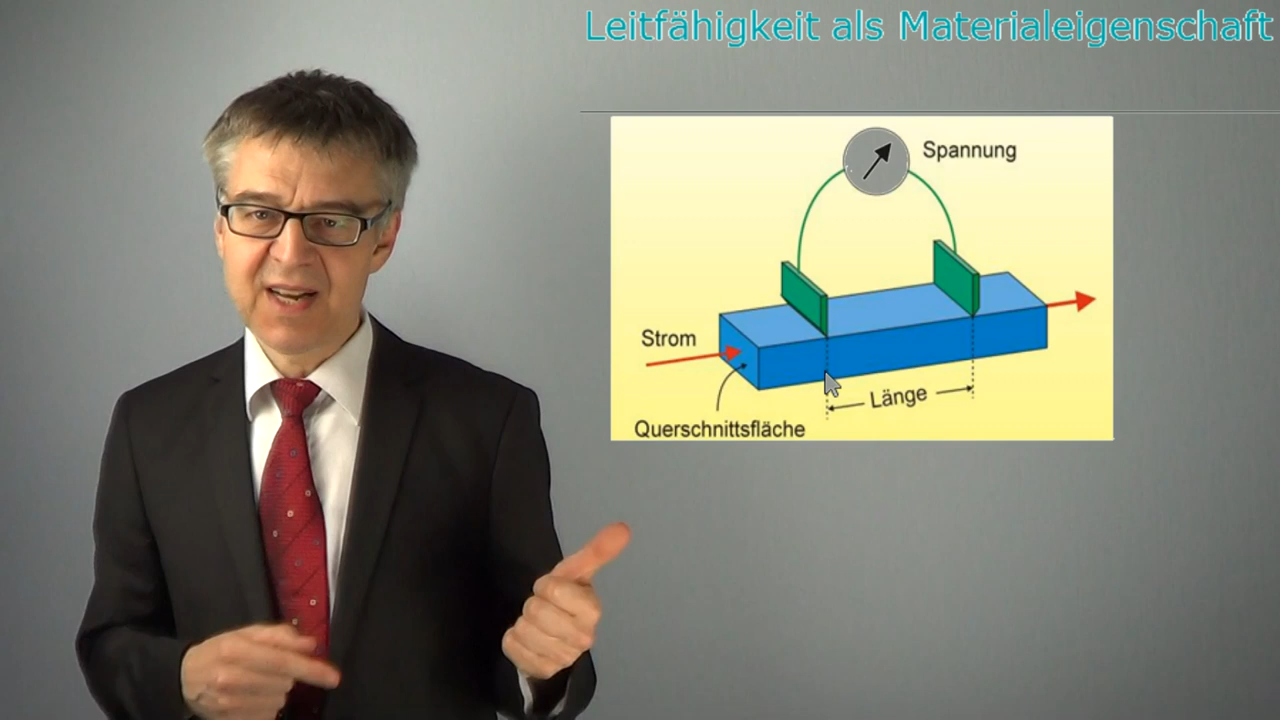 Leitfähigkeit als Materialeigenschaft
Spannung
Strom
Länge
Querschnittsfläche